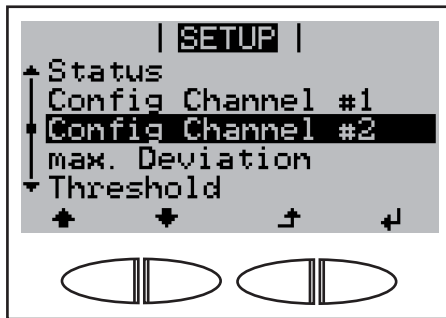 | SETUP |
Status
Config Channel #1
Config Channel #2
max. Deviation
Threshold